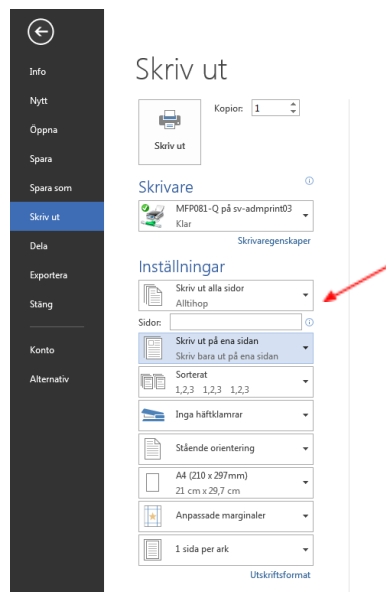 Info
Nytt
Öppna
Spara
Spara som
Skriv ut
Dela
Exportera
Stäng
Konto
Alternativ
Skriv ut
Kopior: 1
Skriv ut
Skrivare
MFP081-Q på sv-admprint03
Klar
Skrivaregenskaper
Inställningar
Skriv ut alla sidor
Alltihop
Sidor:
Skriv ut på ena sidan
Skriv bara ut på ena sidan
Sorterat
1,2,3 1,2,3 1,2,3
Inga häftklamrar
Stående orientering
A4 (210 x 297mm)
21 cm x 29,7 cm
Anpassade marginaler
1 sida per ark
Utskriftsformat